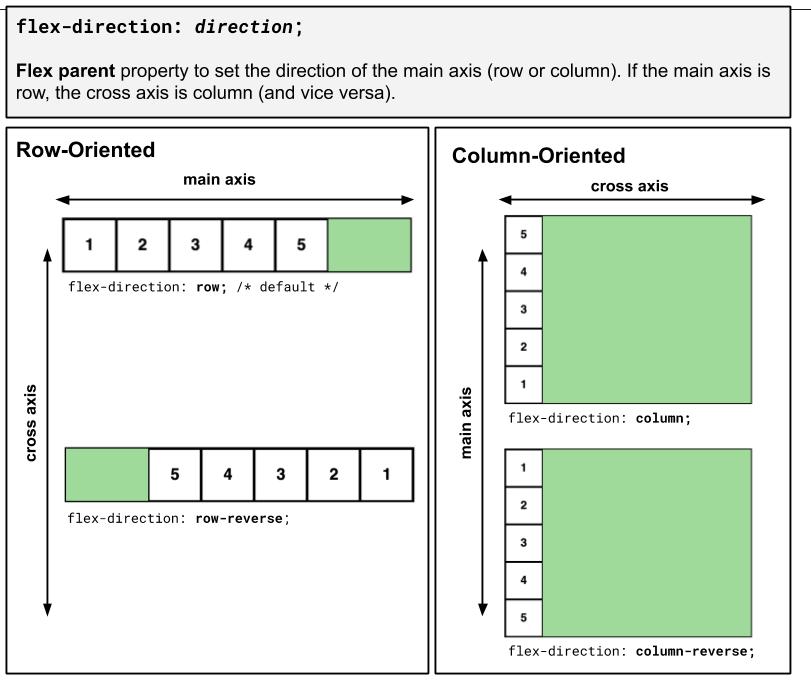 flex-direction: direction;
Flex parent property to set the direction of the main axis (row or column). If the main axis is
row, the cross axis is column (and vice versa).
Row-Oriented
main axis
1 2 3 4 5
flex-direction: row; /* default */
cross axis
5 4 3 2 1
flex-direction: row-reverse;
Column-Oriented
cross axis
5
4
3
2
1
flex-direction: column;
main axis
1
2
3
4
5
flex-direction: column-reverse;